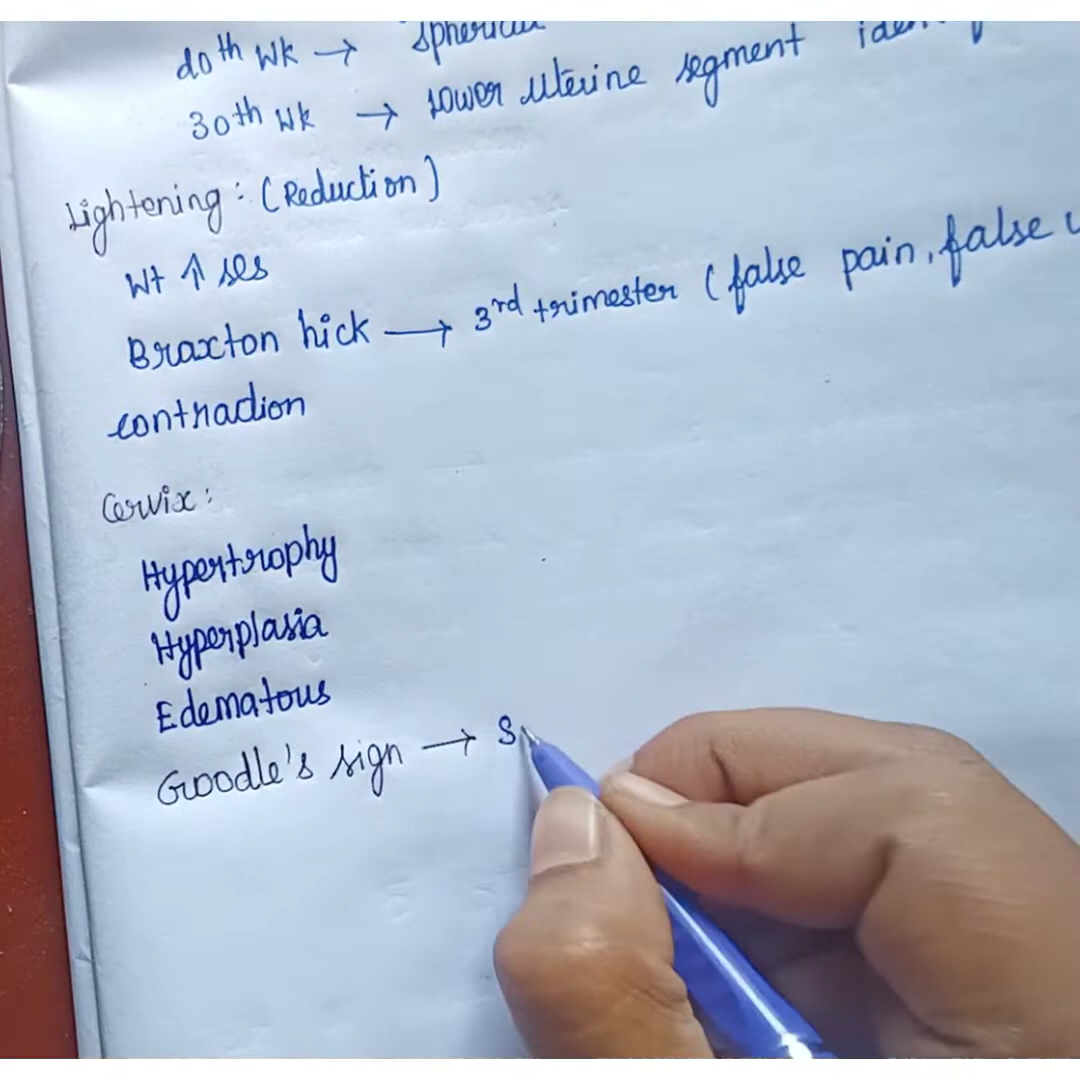 20th wk → spherical
30th wk → Lower uterine segment
Lightening: (Reduction)
Wt ↑ses
Braxton hick → 3rd trimester (false pain, false
contraction
Cervix:
Hypertrophy
Hyperplasia
Edematous
Goodle's sign → S